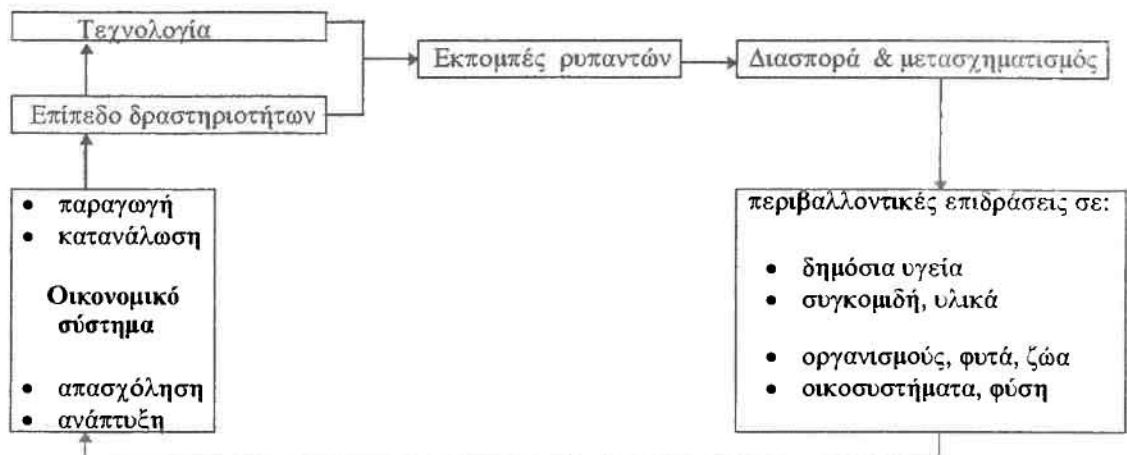 Τεχνολογία
Επίπεδο δραστηριοτήτων
Εκπομπές ρυπαντών
Διασπορά & μετασχηματισμός
• παραγωγή
• κατανάλωση
Οικονομικό
σύστημα
• απασχόληση
• ανάπτυξη
περιβαλλοντικές επιδράσεις σε:
• δημόσια υγεία
• συγκομιδή, υλικά
• οργανισμούς, φυτά, ζώα
• οικοσυστήματα, φύση